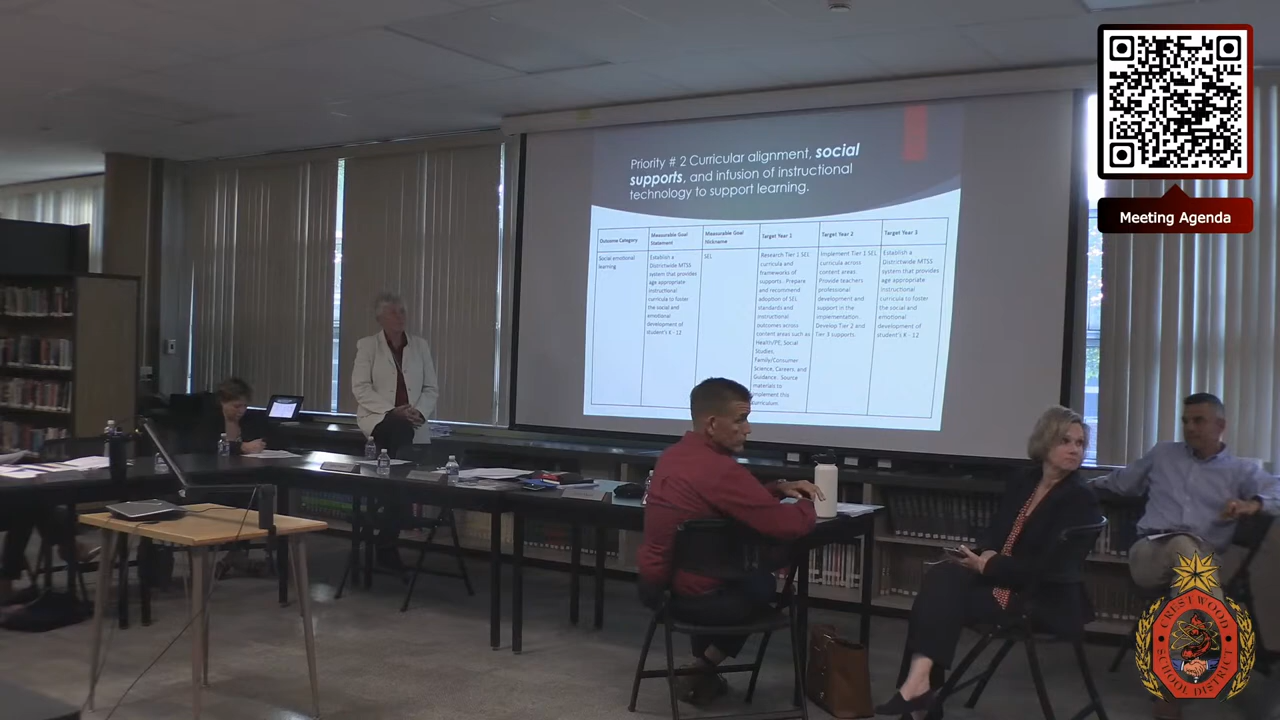 Priority # 2 Curricular alignment, social
supports, and infusion of instructional
technology to support learning.
Outcome Category
Measurable Goal
Statement
Measurable Goal
Nickname
Target Year 1
Target Year 2
Target Year 3
Social emotional
learning
Establish a
Districtwide MTSS
system that provides
age appropriate
instructional
curricula to foster
the social and
emotional
development of
student's K - 12
SEL
Research Tier 1 SEL
curricula and
frameworks of
supports. Prepare
and recommend
adoption of SEL
standards and
instructional
outcomes across
content areas such as
Health/PE, Social
Studies,
Family/Consumer
Science, Careers, and
Guidance. Source
materials to
implement this
curriculum.
Implement Tier 1 SEL
curricula across
content areas.
Provide teachers
professional
development and
support in the
implementation.
Develop Tier 2 and
Tier 3 supports.
Establish a
Districtwide MTSS
system that provides
age appropriate
instructional
curricula to foster
the social and
emotional
development of
student's K - 12
Meeting Agenda
CRESTWOOD
SCHOOL DISTRICT